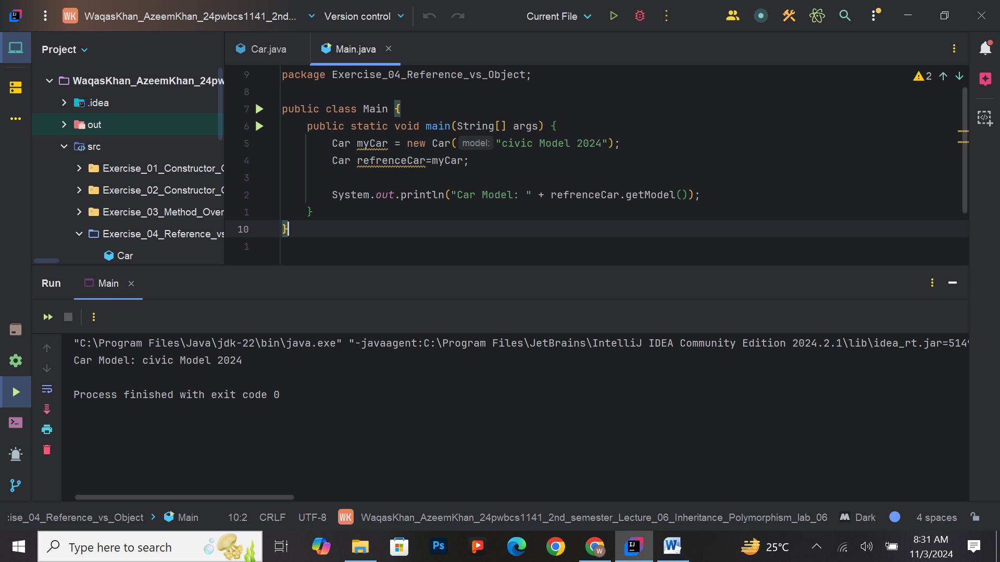 WK WaqasKhan_AzeemKhan_24pwbcs1141_2nd... Version control Current File
Project
Car.java Main.java
WaqasKhan_AzeemKhan_24pw
.idea
out
src
Exercise_01_Constructor_
Exercise_02_Constructor_
Exercise_03_Method_Over
Exercise_04_Reference_vs
Car
9 package Exercise_04_Reference_vs_Object;
8
7 public class Main {
6 public static void main(String[] args) {
5 Car myCar = new Car( model: "civic Model 2024");
4 Car refrenceCar=myCar;
3
2 System.out.println("Car Model: " + refrenceCar.getModel());
1 }
10 }
1
2
Run Main
"C:\Program Files\Java\jdk-22\bin\java.exe" "-javaagent:C:\Program Files\JetBrains\IntelliJ IDEA Community Edition 2024.2.1\lib\idea_rt.jar=514
Car Model: civic Model 2024
Process finished with exit code 0
cise_04_Reference_vs_Object Main 10:2 CRLF UTF-8 WK WaqasKhan_AzeemKhan_24pwbcs1141_2nd_semester_Lecture_06_Inheritance_Polymorphism_lab_06 Dark 4 spaces
Type here to search
Ps
W
IJ
W
25°C
8:31 AM
11/3/2024